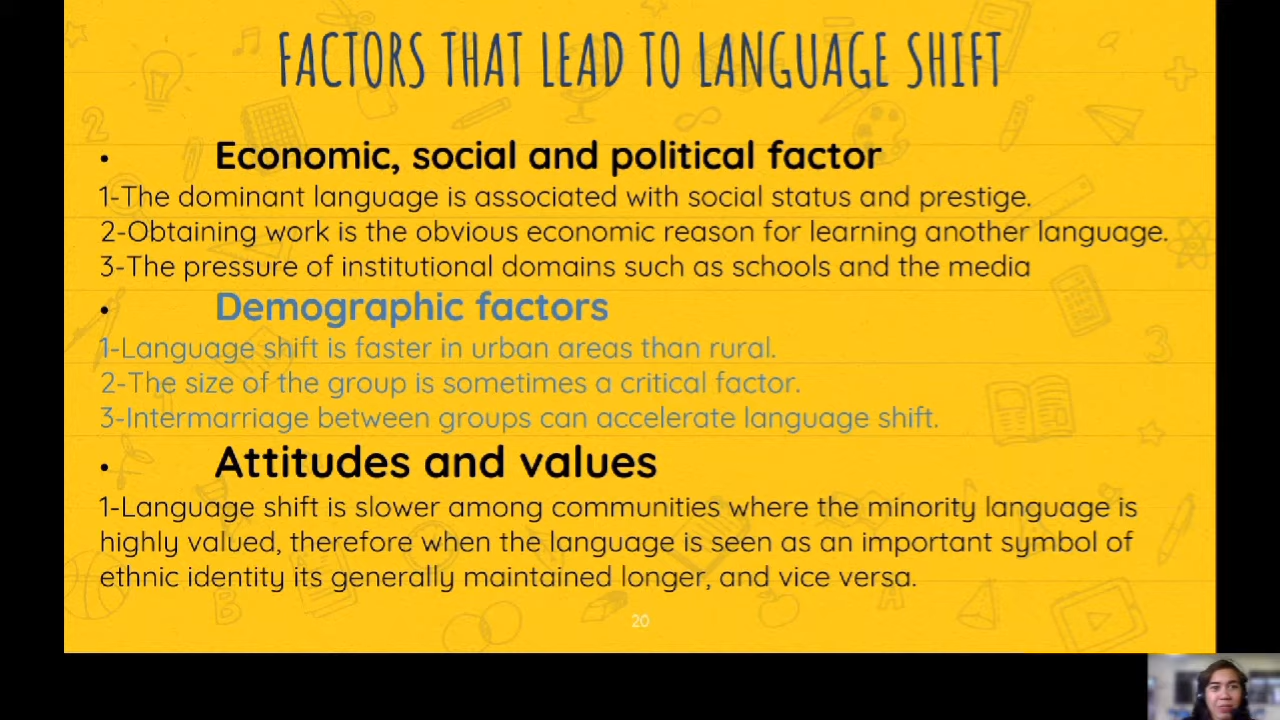 FACTORS THAT LEAD TO LANGUAGE SHIFT
• Economic, social and political factor
1-The dominant language is associated with social status and prestige.
2-Obtaining work is the obvious economic reason for learning another language.
3-The pressure of institutional domains such as schools and the media
• Demographic factors
1-Language shift is faster in urban areas than rural.
2-The size of the group is sometimes a critical factor.
3-Intermarriage between groups can accelerate language shift.
• Attitudes and values
1-Language shift is slower among communities where the minority language is
highly valued, therefore when the language is seen as an important symbol of
ethnic identity its generally maintained longer, and vice versa.
20